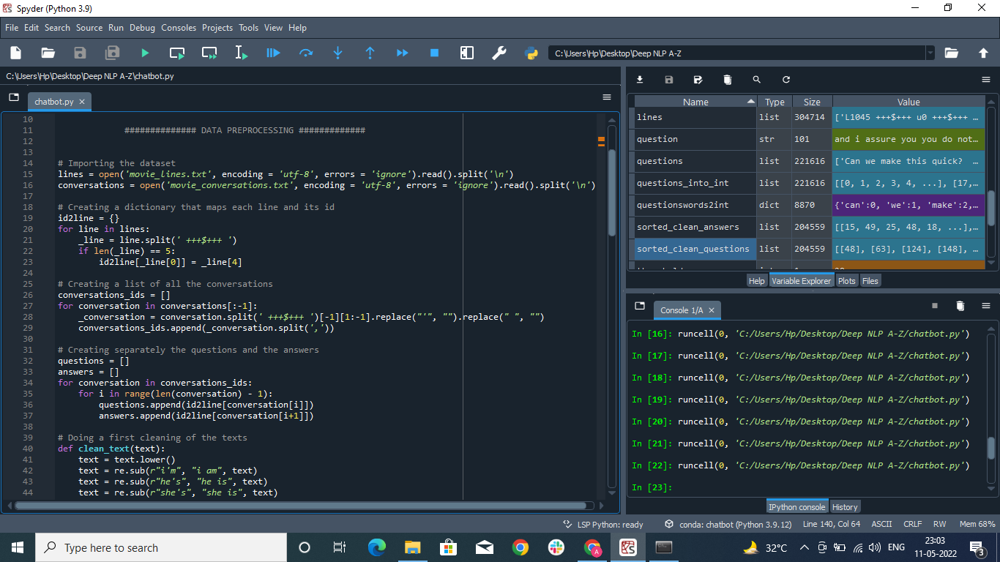 Spyder (Python 3.9)
File Edit Search Source Run Debug Consoles Projects Tools View Help
C:\Users\Hp\Desktop\Deep NLP A-Z
C:\Users\Hp\Desktop\Deep NLP A-Z\chatbot.py
chatbot.py
10
11 ############## DATA PREPROCESSING #############
12
13
14 # Importing the dataset
15 lines = open('movie_lines.txt', encoding = 'utf-8', errors = 'ignore').read().split('\n')
16 conversations = open('movie_conversations.txt', encoding = 'utf-8', errors = 'ignore').read().split('\n')
17
18 # Creating a dictionary that maps each line and its id
19 id2line = {}
20 for line in lines:
21 _line = line.split(' +++$+++ ')
22 if len(_line) == 5:
23 id2line[_line[0]] = _line[4]
24
25 # Creating a list of all the conversations
26 conversations_ids = []
27 for conversation in conversations[:-1]:
28 _conversation = conversation.split(' +++$+++ ')[-1][1:-1].replace("'", "").replace(" ", "")
29 conversations_ids.append(_conversation.split(','))
30
31 # Creating separately the questions and the answers
32 questions = []
33 answers = []
34 for conversation in conversations_ids:
35 for i in range(len(conversation) - 1):
36 questions.append(id2line[conversation[i]])
37 answers.append(id2line[conversation[i+1]])
38
39 # Doing a first cleaning of the texts
40 def clean_text(text):
41 text = text.lower()
42 text = re.sub(r"i'm", "i am", text)
43 text = re.sub(r"he's", "he is", text)
44 text = re.sub(r"she's", "she is", text)
Name Type Size Value
lines list 304714 ['L1045 +++$+++ u0 +++$+++ …
question str 101 and i assure you you do not…
questions list 221616 ['Can we make this quick? …
questions_into_int list 221616 [[0, 1, 2, 3, 4, ...], [17,…
questionswords2int dict 8870 {'can':0, 'we':1, 'make':2,…
sorted_clean_answers list 204559 [[15, 49, 25, 48, 18, ...],…
sorted_clean_questions list 204559 [[48], [63], [124], [148], …
Help Variable Explorer Plots Files
Console 1/A
In [16]: runcell(0, 'C:/Users/Hp/Desktop/Deep NLP A-Z/chatbot.py')
In [17]: runcell(0, 'C:/Users/Hp/Desktop/Deep NLP A-Z/chatbot.py')
In [18]: runcell(0, 'C:/Users/Hp/Desktop/Deep NLP A-Z/chatbot.py')
In [19]: runcell(0, 'C:/Users/Hp/Desktop/Deep NLP A-Z/chatbot.py')
In [20]: runcell(0, 'C:/Users/Hp/Desktop/Deep NLP A-Z/chatbot.py')
In [21]: runcell(0, 'C:/Users/Hp/Desktop/Deep NLP A-Z/chatbot.py')
In [22]: runcell(0, 'C:/Users/Hp/Desktop/Deep NLP A-Z/chatbot.py')
In [23]:
IPython console History
LSP Python: ready conda: chatbot (Python 3.9.12) Line 140, Col 64 ASCII CRLF RW Mem 68%
Type here to search
A
32°C
ENG
23:03
11-05-2022
3